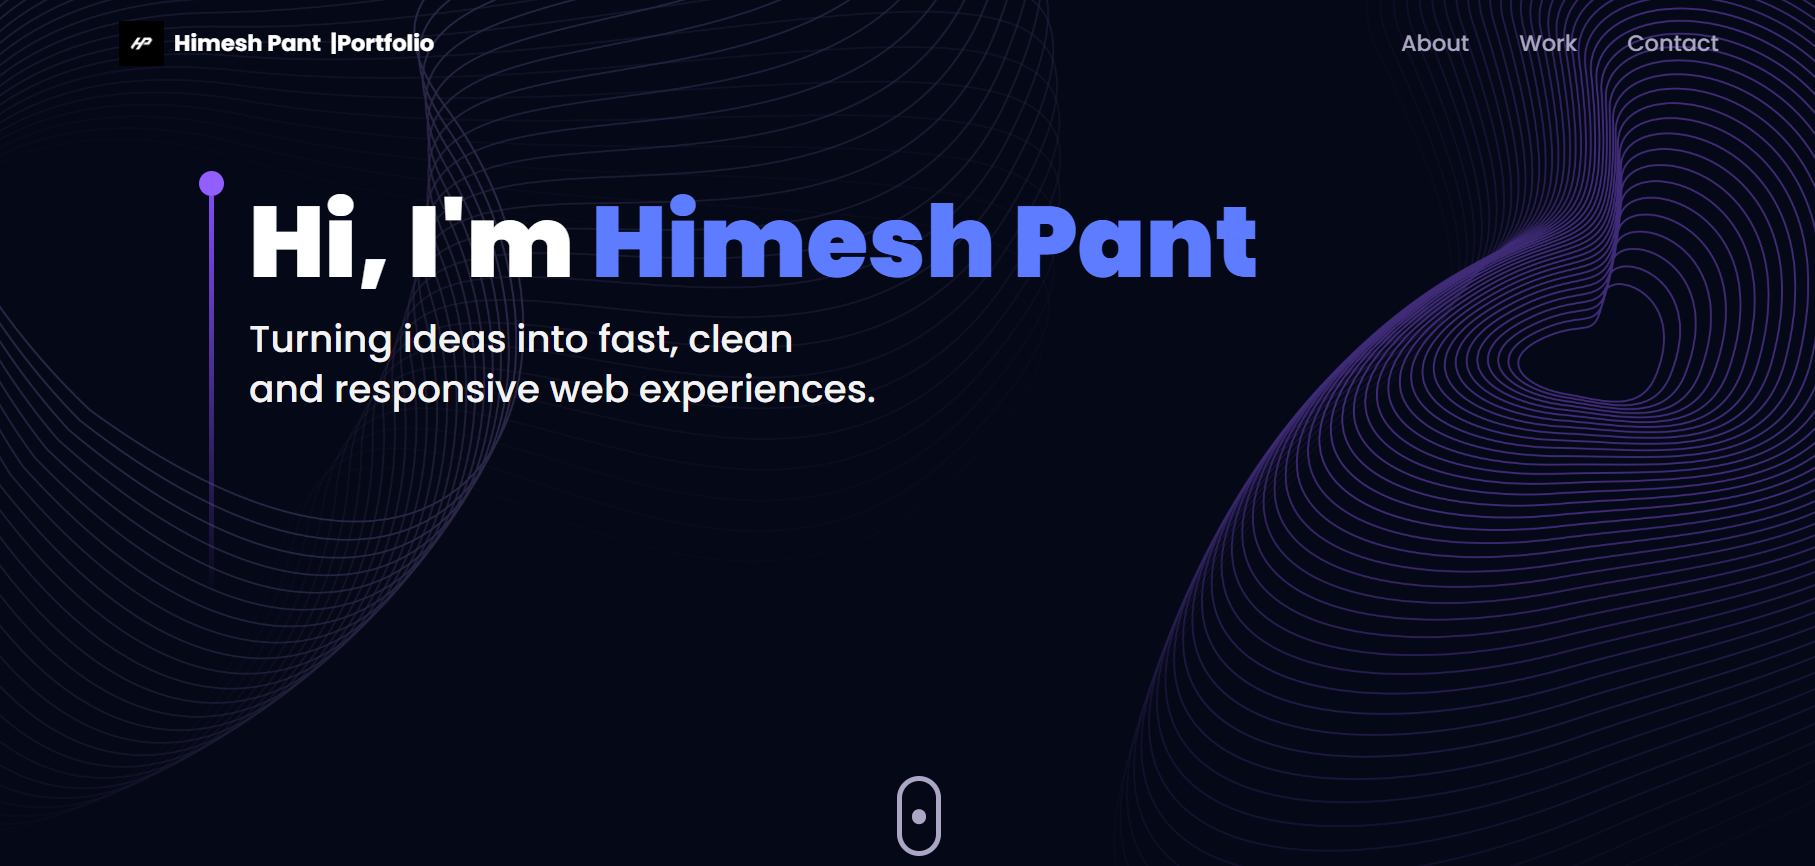 HP Himesh Pant |Portfolio
About Work Contact
Hi, I'm Himesh Pant
Turning ideas into fast, clean
and responsive web experiences.